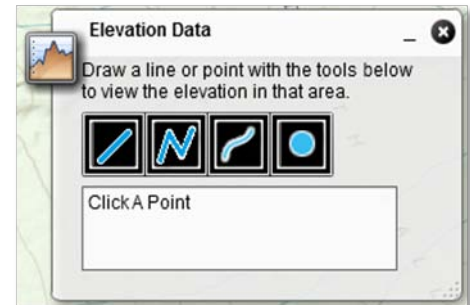 Elevation Data
Draw a line or point with the tools below
to view the elevation in that area.
Click A Point